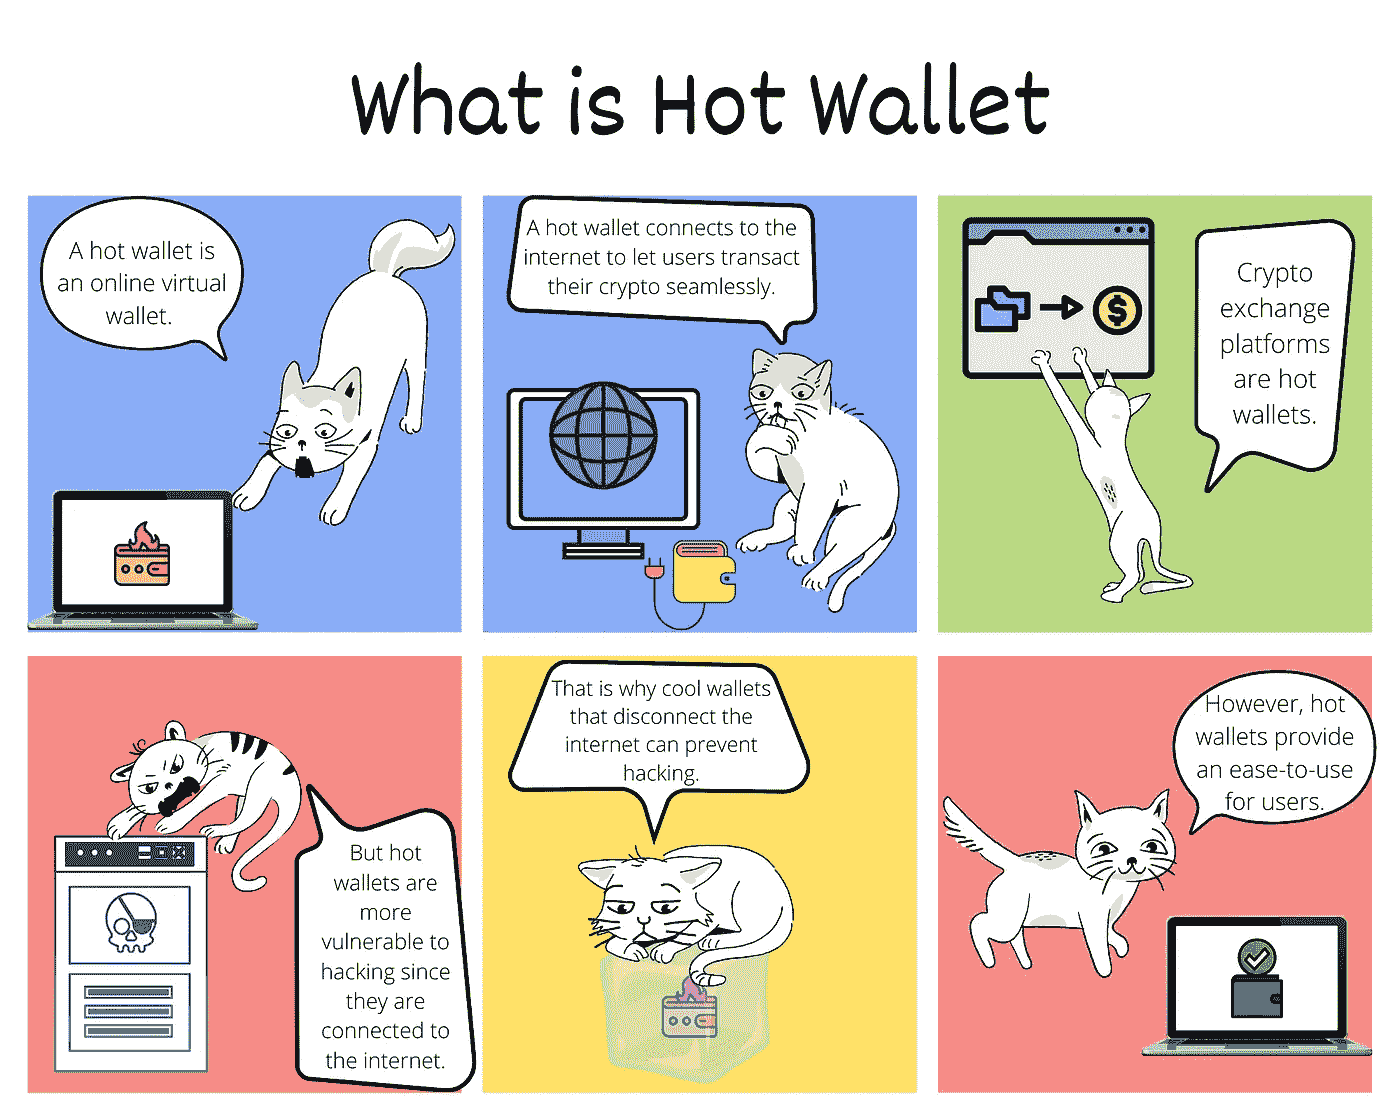 What is Hot Wallet
A hot wallet is
an online virtual
wallet.
A hot wallet connects to the
internet to let users transact
their crypto seamlessly.
$
Crypto
exchange
platforms
are hot
wallets.
But hot
wallets are
more
vulnerable to
hacking since
they are
connected to
the internet.
That is why cool wallets
that disconnect the
internet can prevent
hacking.
However, hot
wallets provide
an ease-to-use
for users.